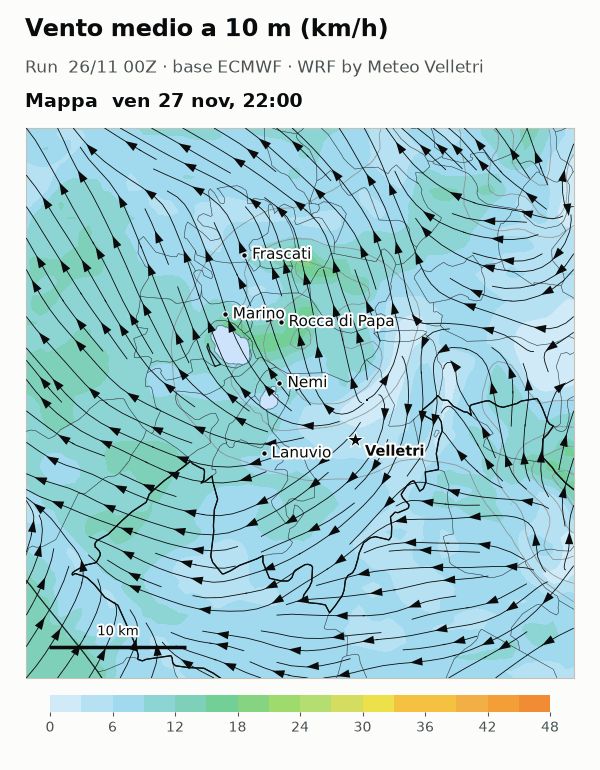 Vento medio a 10 m (km/h)
Run  26/11 00Z · base ECMWF · WRF by Meteo Velletri
Mappa  ven 27 nov, 22:00
Frascati
Marino
Rocca di Papa
Nemi
Lanuvio
Velletri
10 km
0 6 12 18 24 30 36 42 48